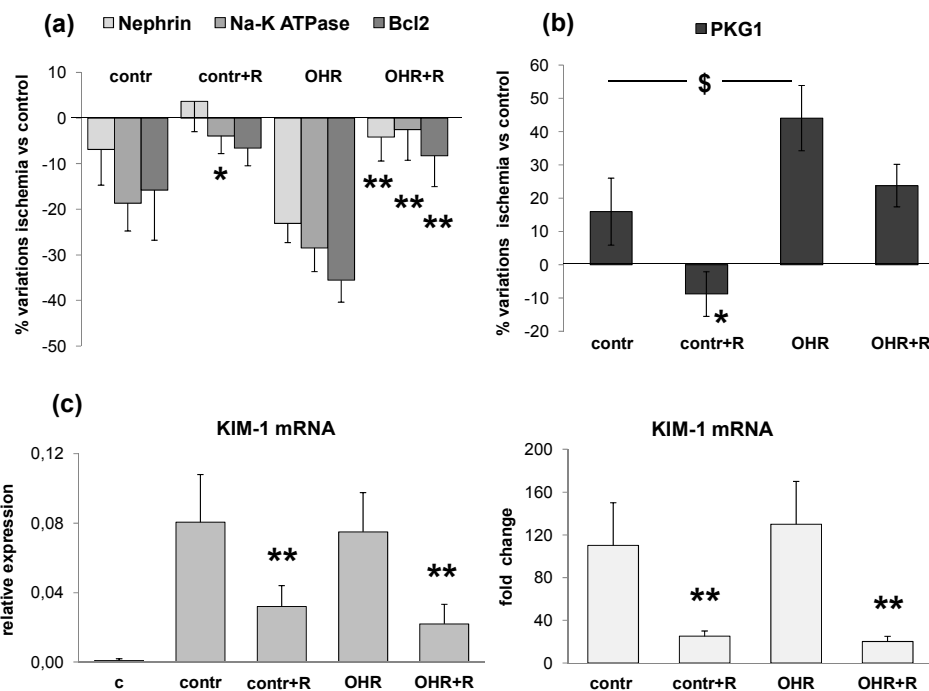 (a)
Nephrin Na-K ATPase Bcl2
% variations ischemia vs control
10
0
-10
-20
-30
-40
-50
contr contr+R OHR OHR+R
*
**
**
**
(b)
PKG1
% variations ischemia vs control
60
50
40
30
20
10
0
-10
-20
$
*
contr contr+R OHR OHR+R
(c)
KIM-1 mRNA
relative expression
0,12
0,08
0,04
0,00
**
**
c contr contr+R OHR OHR+R
KIM-1 mRNA
fold change
200
160
120
80
40
0
**
**
contr contr+R OHR OHR+R